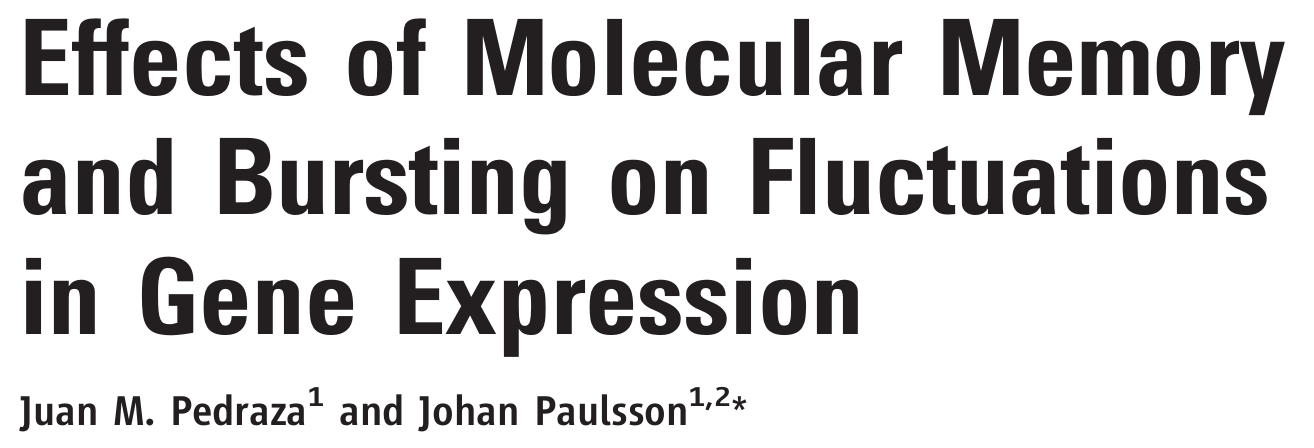 Effects of Molecular Memory
and Bursting on Fluctuations
in Gene Expression
Juan M. Pedraza1 and Johan Paulsson1,2*